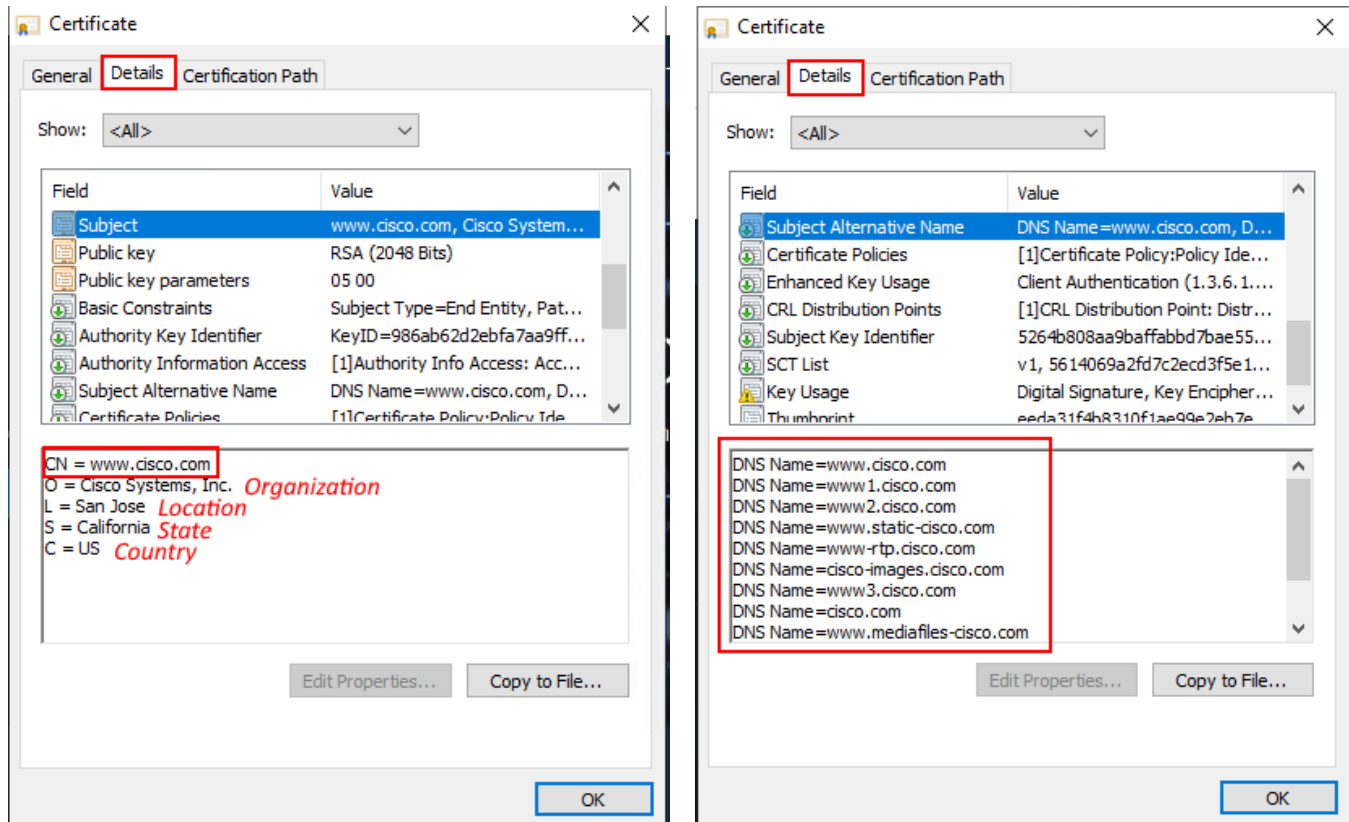 Certificate
General Details Certification Path
Show: <All>
Field Value
Subject www.cisco.com, Cisco System...
Public key RSA (2048 Bits)
Public key parameters 05 00
Basic Constraints Subject Type=End Entity, Pat...
Authority Key Identifier KeyID=986ab62d2ebfa7aa9ff...
Authority Information Access [1]Authority Info Access: Acc...
Subject Alternative Name DNS Name=www.cisco.com, D...
Certificate Policies [1]Certificate Policy:Policy Ide...
CN = www.cisco.com
O = Cisco Systems, Inc. Organization
L = San Jose Location
S = California State
C = US Country
Edit Properties... Copy to File...
OK
Certificate
General Details Certification Path
Show: <All>
Field Value
Subject Alternative Name DNS Name=www.cisco.com, D...
Certificate Policies [1]Certificate Policy:Policy Ide...
Enhanced Key Usage Client Authentication (1.3.6.1....
CRL Distribution Points [1]CRL Distribution Point: Distr...
Subject Key Identifier 5264b808aa9baffabbd7bae55...
SCT List v1, 5614069a2fd7c2ecd3f5e1...
Key Usage Digital Signature, Key Encipher...
Thumbprint eeda31f4b8310f1ae99e2eb7e
DNS Name=www.cisco.com
DNS Name=www1.cisco.com
DNS Name=www2.cisco.com
DNS Name=www.static-cisco.com
DNS Name=www-rtp.cisco.com
DNS Name=cisco-images.cisco.com
DNS Name=www3.cisco.com
DNS Name=cisco.com
DNS Name=www.mediafiles-cisco.com
Edit Properties... Copy to File...
OK